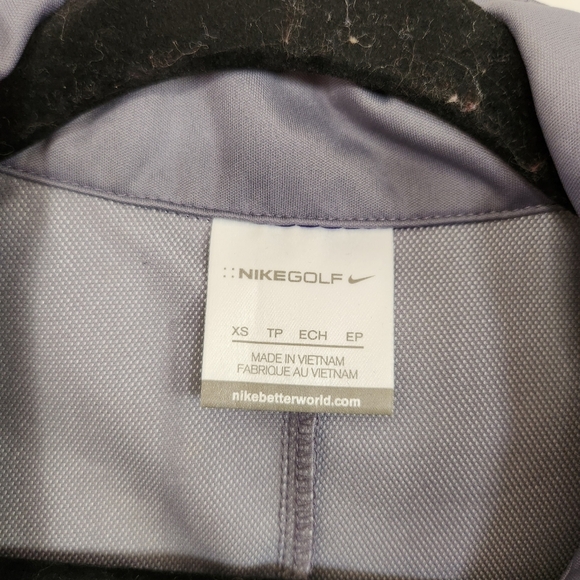 NIKEGOLF
XS TP ECH EP
MADE IN VIETNAM
FABRIQUE AU VIETNAM
nikebetterworld.com